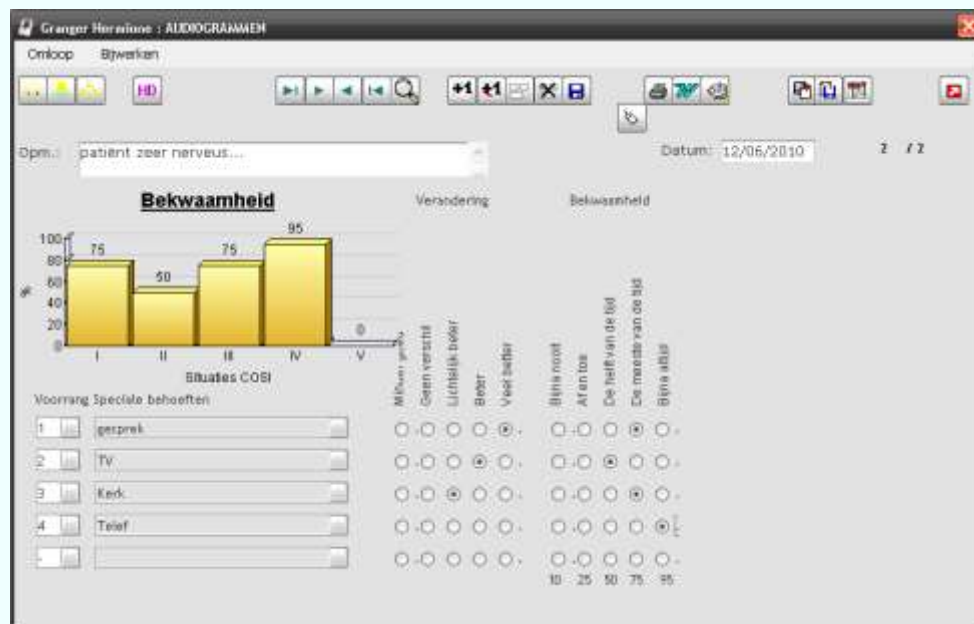 Granger Hermione : AUDIOGRAMMEN
Omloop Bijwerken
HD +1 +1
Opm.: patiënt zeer nerveus... Datum: 12/06/2010 2 / 2
Bekwaamheid Verandering Bekwaamheid
100 80 60 40 20 0
%
75 50 75 95 0
I II III IV V
Situaties COSI
Geen verschil Lichtelijk beter Beter Veel better
Bijna nooit Af en toe De helft van de tijd De meeste van de tijd Bijna altijd
Voorrang Speciale behoeften
1 gesprek
2 TV
3 Kerk
4 Telef
-
10 25 50 75 95